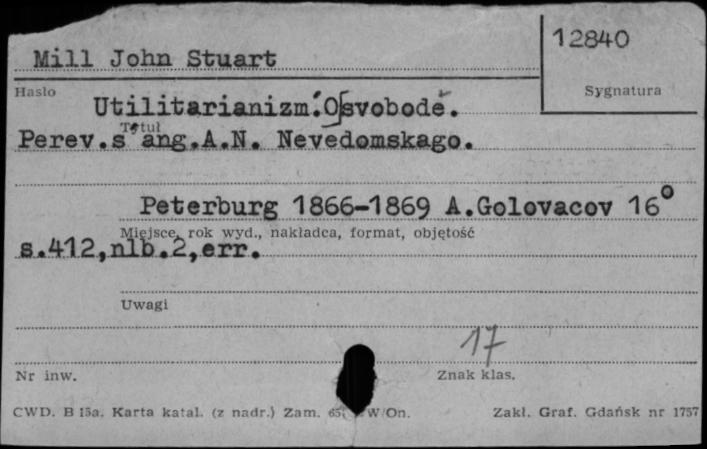 12840
Mill John Stuart
Sygnatura
Hasło
Utilitarianizm. O svobodě.
Tytuł
Perev.s ang.A.N. Nevedomskago.
Peterburg 1866-1869 A.Golovacov 16°
Miejsce, rok wyd., nakładca, format, objętość
s.412,nlb.2,err.
Uwagi
17
Nr inw.
Znak klas.
CWD. B 15a. Karta katal. (z nadr.) Zam. W/On.
Zakł. Graf. Gdańsk nr 1757